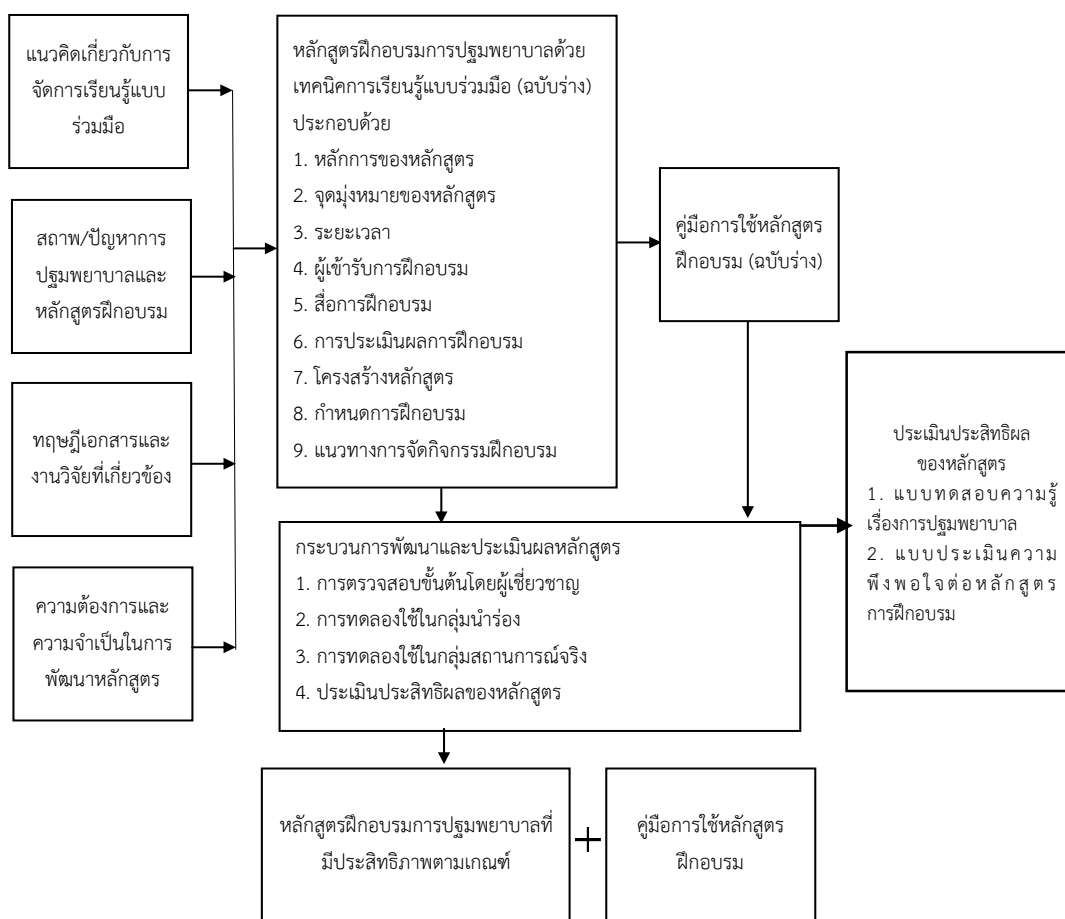 แนวคิดเกี่ยวกับการ
จัดการเรียนรู้แบบ
ร่วมมือ
สภาพ/ปัญหาการ
ปฐมพยาบาลและ
หลักสูตรฝึกอบรม
ทฤษฎีเอกสารและ
งานวิจัยที่เกี่ยวข้อง
ความต้องการและ
ความจำเป็นในการ
พัฒนาหลักสูตร
หลักสูตรฝึกอบรมการปฐมพยาบาลด้วย
เทคนิคการเรียนรู้แบบร่วมมือ (ฉบับร่าง)
ประกอบด้วย
1. หลักการของหลักสูตร
2. จุดมุ่งหมายของหลักสูตร
3. ระยะเวลา
4. ผู้เข้ารับการฝึกอบรม
5. สื่อการฝึกอบรม
6. การประเมินผลการฝึกอบรม
7. โครงสร้างหลักสูตร
8. กำหนดการฝึกอบรม
9. แนวทางการจัดกิจกรรมฝึกอบรม
คู่มือการใช้หลักสูตร
ฝึกอบรม (ฉบับร่าง)
กระบวนการพัฒนาและประเมินผลหลักสูตร
1. การตรวจสอบขั้นต้นโดยผู้เชี่ยวชาญ
2. การทดลองใช้ในกลุ่มนำร่อง
3. การทดลองใช้ในกลุ่มสถานการณ์จริง
4. ประเมินประสิทธิผลของหลักสูตร
ประเมินประสิทธิผล
ของหลักสูตร
1. แบบทดสอบความรู้
เรื่องการปฐมพยาบาล
2. แบบประเมินความ
พึงพอใจต่อหลักสูตร
การฝึกอบรม
หลักสูตรฝึกอบรมการปฐมพยาบาลที่
มีประสิทธิภาพตามเกณฑ์
+
คู่มือการใช้หลักสูตร
ฝึกอบรม